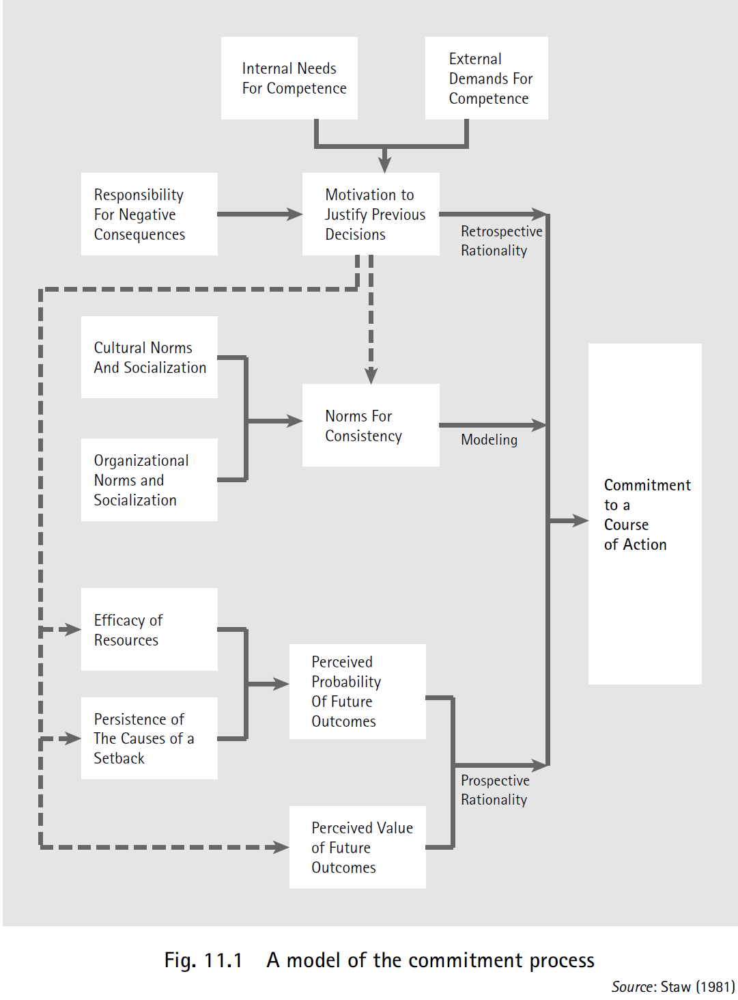 Internal Needs
For Competence
External
Demands For
Competence
Responsibility
For Negative
Consequences
Motivation to
Justify Previous
Decisions
Retrospective
Rationality
Cultural Norms
And Socialization
Organizational
Norms and
Socialization
Norms For
Consistency
Modeling
Commitment
to a
Course
of Action
Efficacy of
Resources
Persistence of
The Causes of a
Setback
Perceived
Probability
Of Future
Outcomes
Prospective
Rationality
Perceived Value
of Future
Outcomes
Fig. 11.1 A model of the commitment process
Source: Staw (1981)